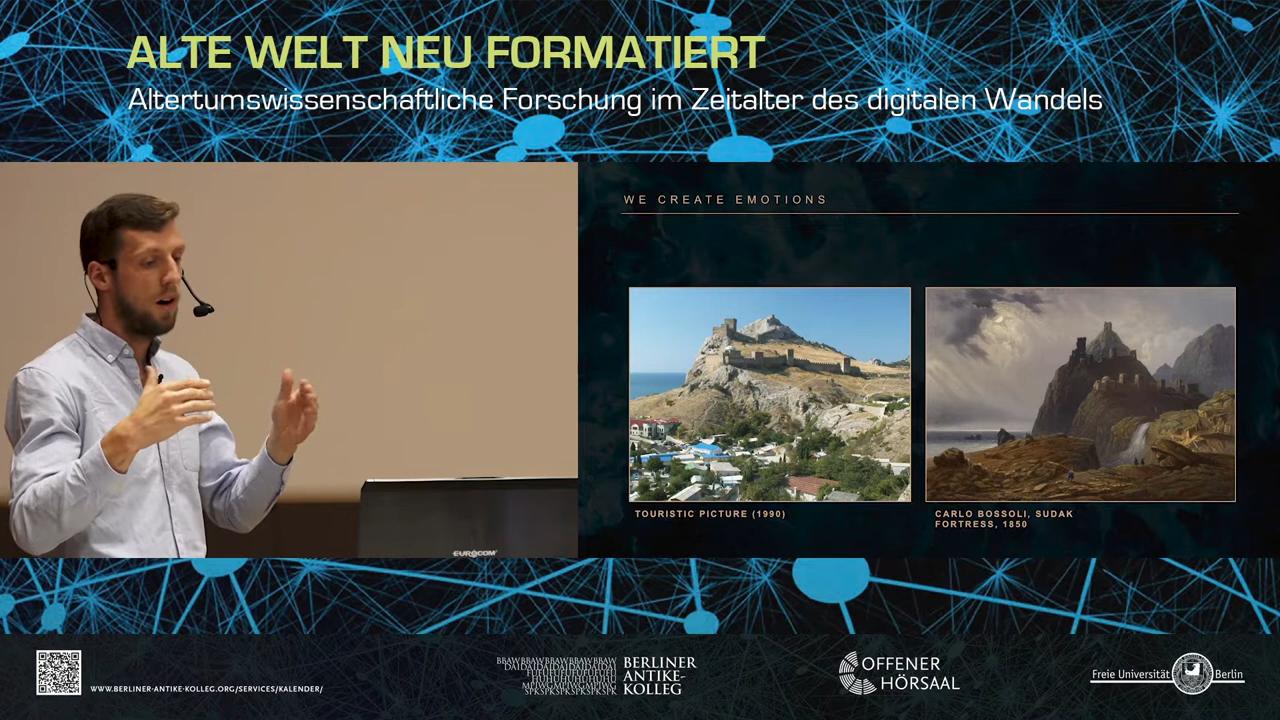 ALTE WELT NEU FORMATIERT
Altertumswissenschaftliche Forschung im Zeitalter des digitalen Wandels
WE CREATE EMOTIONS
TOURISTIC PICTURE (1990)
CARLO BOSSOLI, SUDAK
FORTRESS, 1850
EUROCOM
WWW.BERLINER-ANTIKE-KOLLEG.ORG/SERVICES/KALENDER/
BERLINER
ANTIKE-
KOLLEG
OFFENER
HÖRSAAL
Freie Universität Berlin